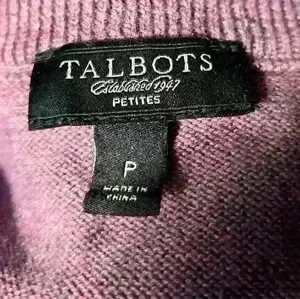 TALBOTS
Established 1947
PETITES
P
MADE IN
CHINA